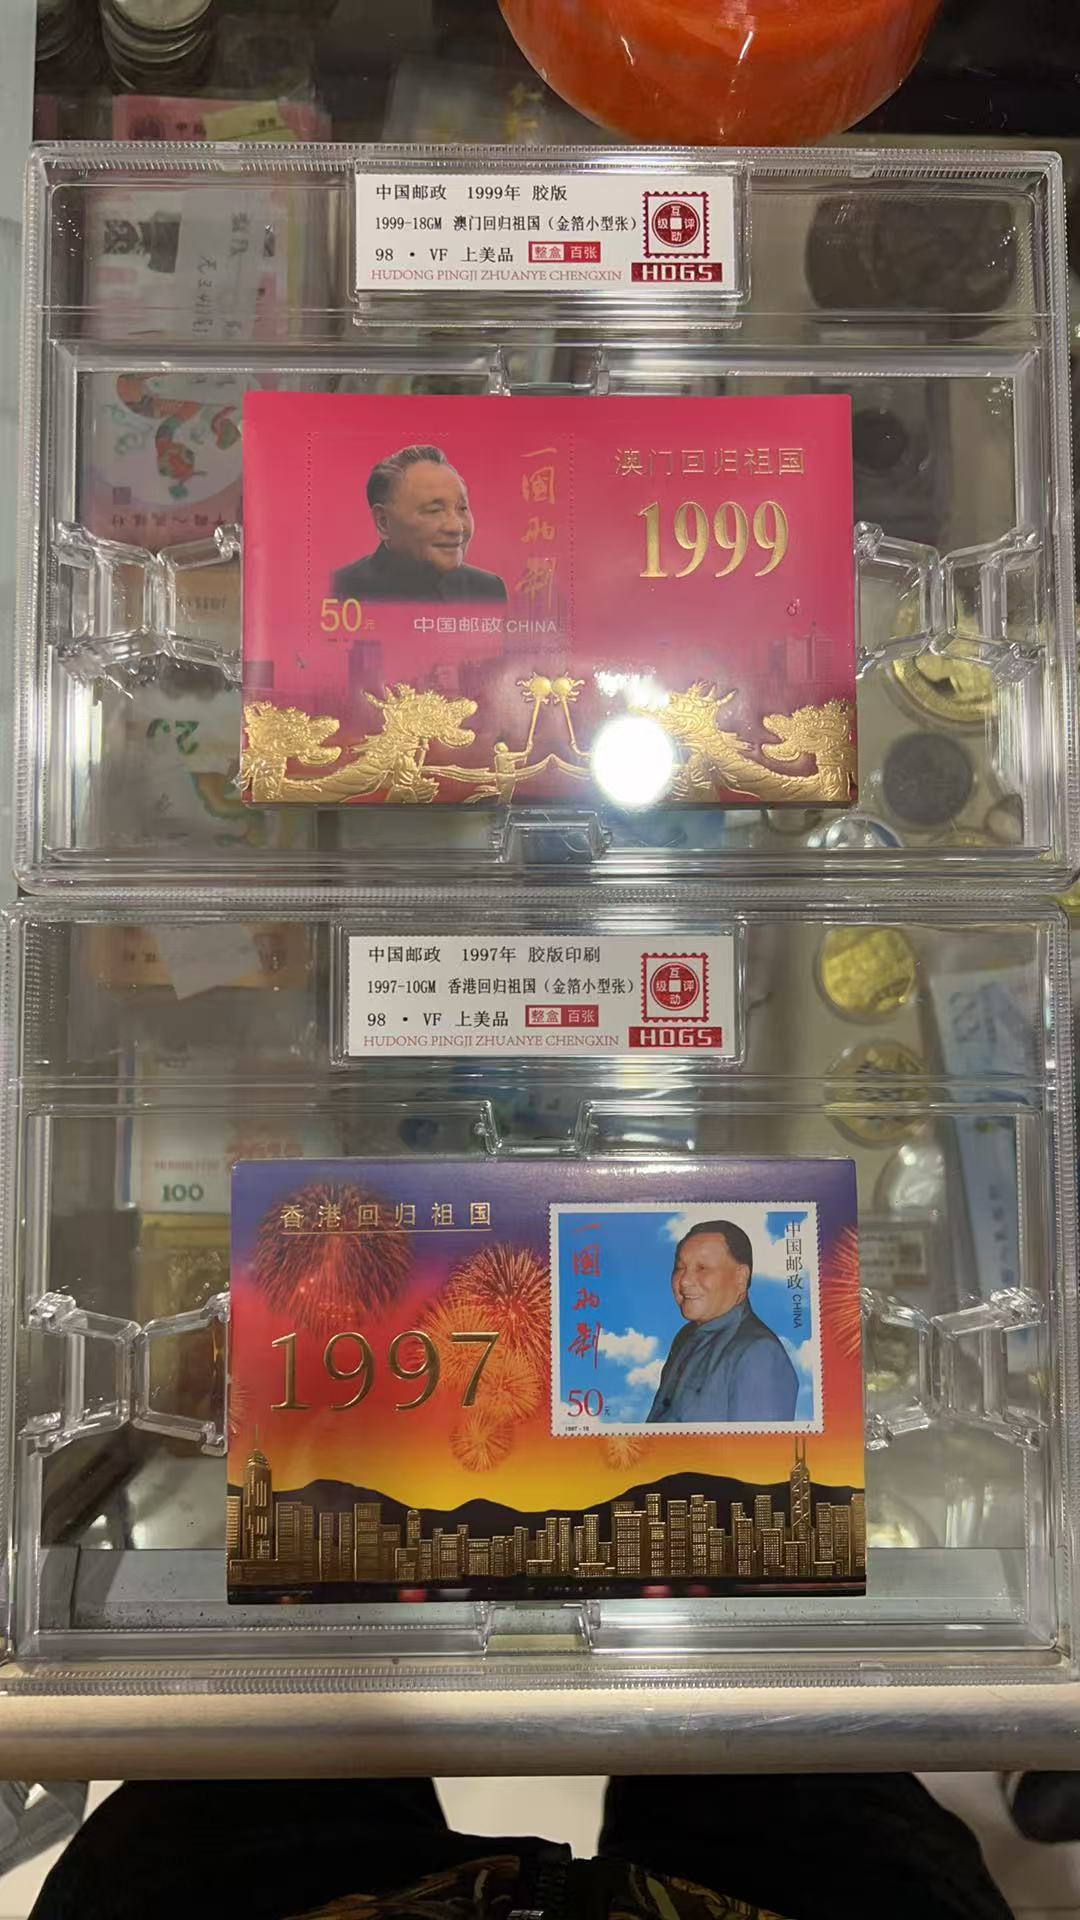 中国邮政 1999年 胶版
1999-18GM 澳门回归祖国(金箔小型张)
98 · VF 上美品 整盒 百张
HUDONG PINGJI ZHUANYE CHENGXIN
互
级 评
动
HDGS
一国两制
澳门回归祖国
1999
50元
中国邮政 CHINA
中国邮政 1997年 胶版印刷
1997-10GM 香港回归祖国(金箔小型张)
98 · VF 上美品 整盒 百张
HUDONG PINGJI ZHUANYE CHENGXIN
互
级 评
动
HDGS
100
香港回归祖国
1997
一國两制
中国邮政 CHINA
50元